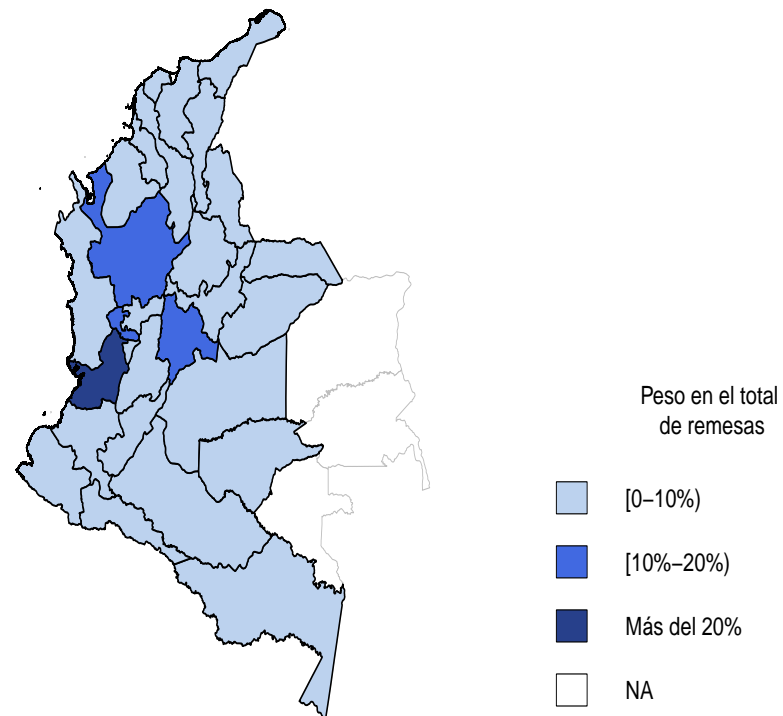 Peso en el total
de remesas
[0–10%)
[10%–20%)
Más del 20%
NA